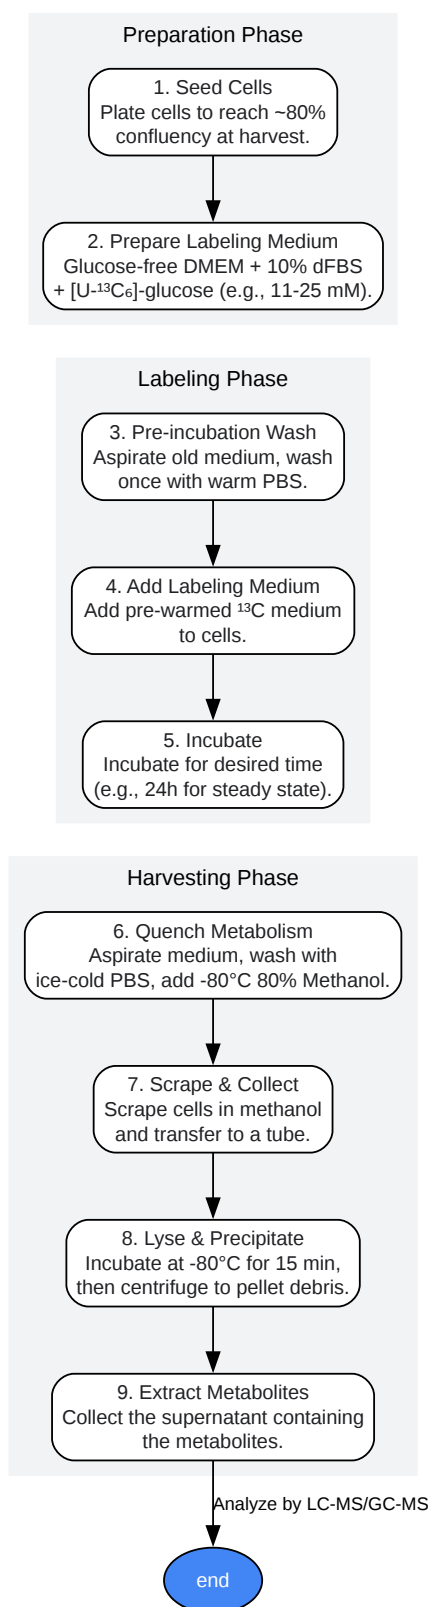 Preparation Phase
1. Seed Cells
Plate cells to reach ~80%
confluency at harvest.
2. Prepare Labeling Medium
Glucose-free DMEM + 10% dFBS
+ [U-¹³C₆]-glucose (e.g., 11-25 mM).
Labeling Phase
3. Pre-incubation Wash
Aspirate old medium, wash
once with warm PBS.
4. Add Labeling Medium
Add pre-warmed ¹³C medium
to cells.
5. Incubate
Incubate for desired time
(e.g., 24h for steady state).
Harvesting Phase
6. Quench Metabolism
Aspirate medium, wash with
ice-cold PBS, add -80°C 80% Methanol.
7. Scrape & Collect
Scrape cells in methanol
and transfer to a tube.
8. Lyse & Precipitate
Incubate at -80°C for 15 min,
then centrifuge to pellet debris.
9. Extract Metabolites
Collect the supernatant containing
the metabolites.
Analyze by LC-MS/GC-MS
end